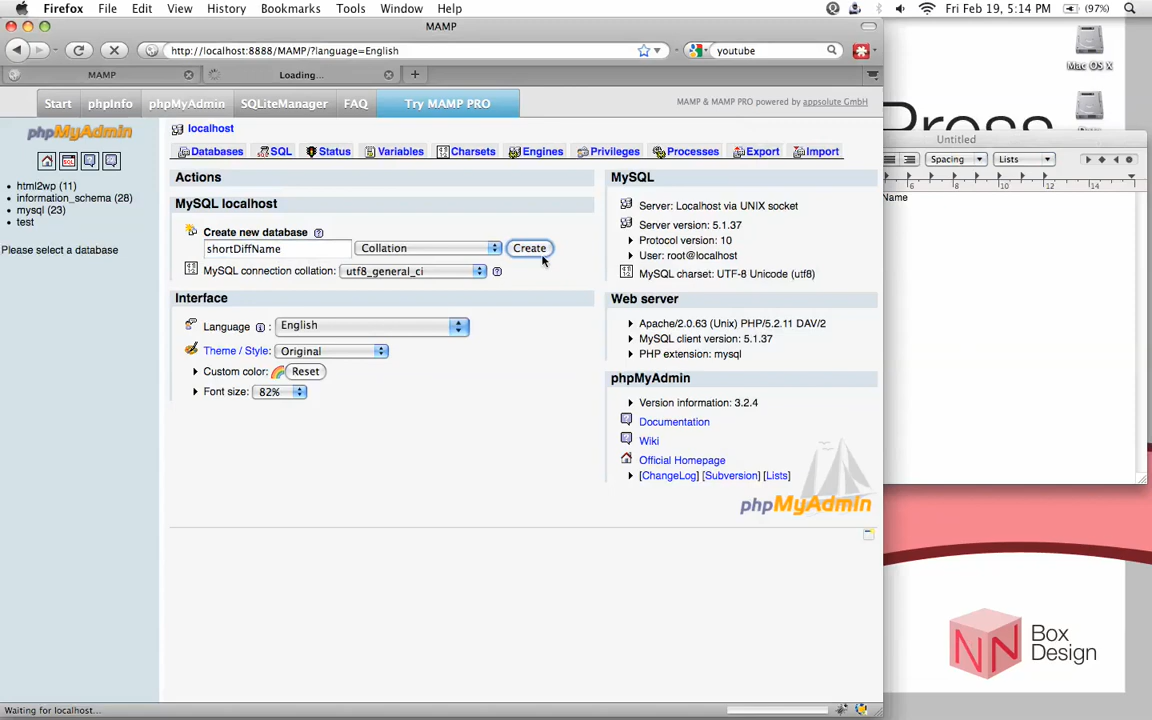 Firefox File Edit View History Bookmarks Tools Window Help
(97%) Fri Feb 19, 5:14 PM
MAMP
http://localhost:8888/MAMP/?language=English
youtube
MAMP
Loading...
Start phpInfo phpMyAdmin SQLiteManager FAQ Try MAMP PRO
MAMP & MAMP PRO powered by appsolute GmbH
phpMyAdmin
html2wp (11)
information_schema (28)
mysql (23)
test
Please select a database
localhost
Databases SQL Status Variables Charsets Engines Privileges Processes Export Import
Actions
MySQL localhost
Create new database
shortDiffName Collation Create
MySQL connection collation: utf8_general_ci
Interface
Language : English
Theme / Style: Original
Custom color: Reset
Font size: 82%
MySQL
Server: Localhost via UNIX socket
Server version: 5.1.37
Protocol version: 10
User: root@localhost
MySQL charset: UTF-8 Unicode (utf8)
Web server
Apache/2.0.63 (Unix) PHP/5.2.11 DAV/2
MySQL client version: 5.1.37
PHP extension: mysql
phpMyAdmin
Version information: 3.2.4
Documentation
Wiki
Official Homepage
[ChangeLog] [Subversion] [Lists]
phpMyAdmin
Waiting for localhost...
Mac OS X
Press
Untitled
Spacing Lists
6 8 10 12 14
Name
Box
Design